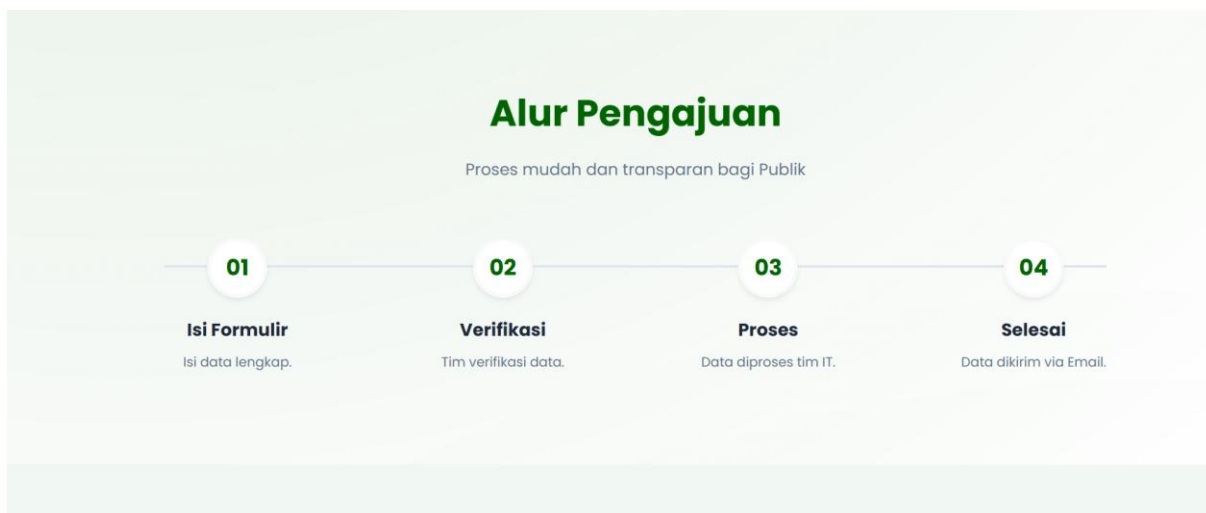 Alur Pengajuan
Proses mudah dan transparan bagi Publik
01
02
03
04
Isi Formulir
Verifikasi
Proses
Selesai
Isi data lengkap.
Tim verifikasi data.
Data diproses tim IT.
Data dikirim via Email.